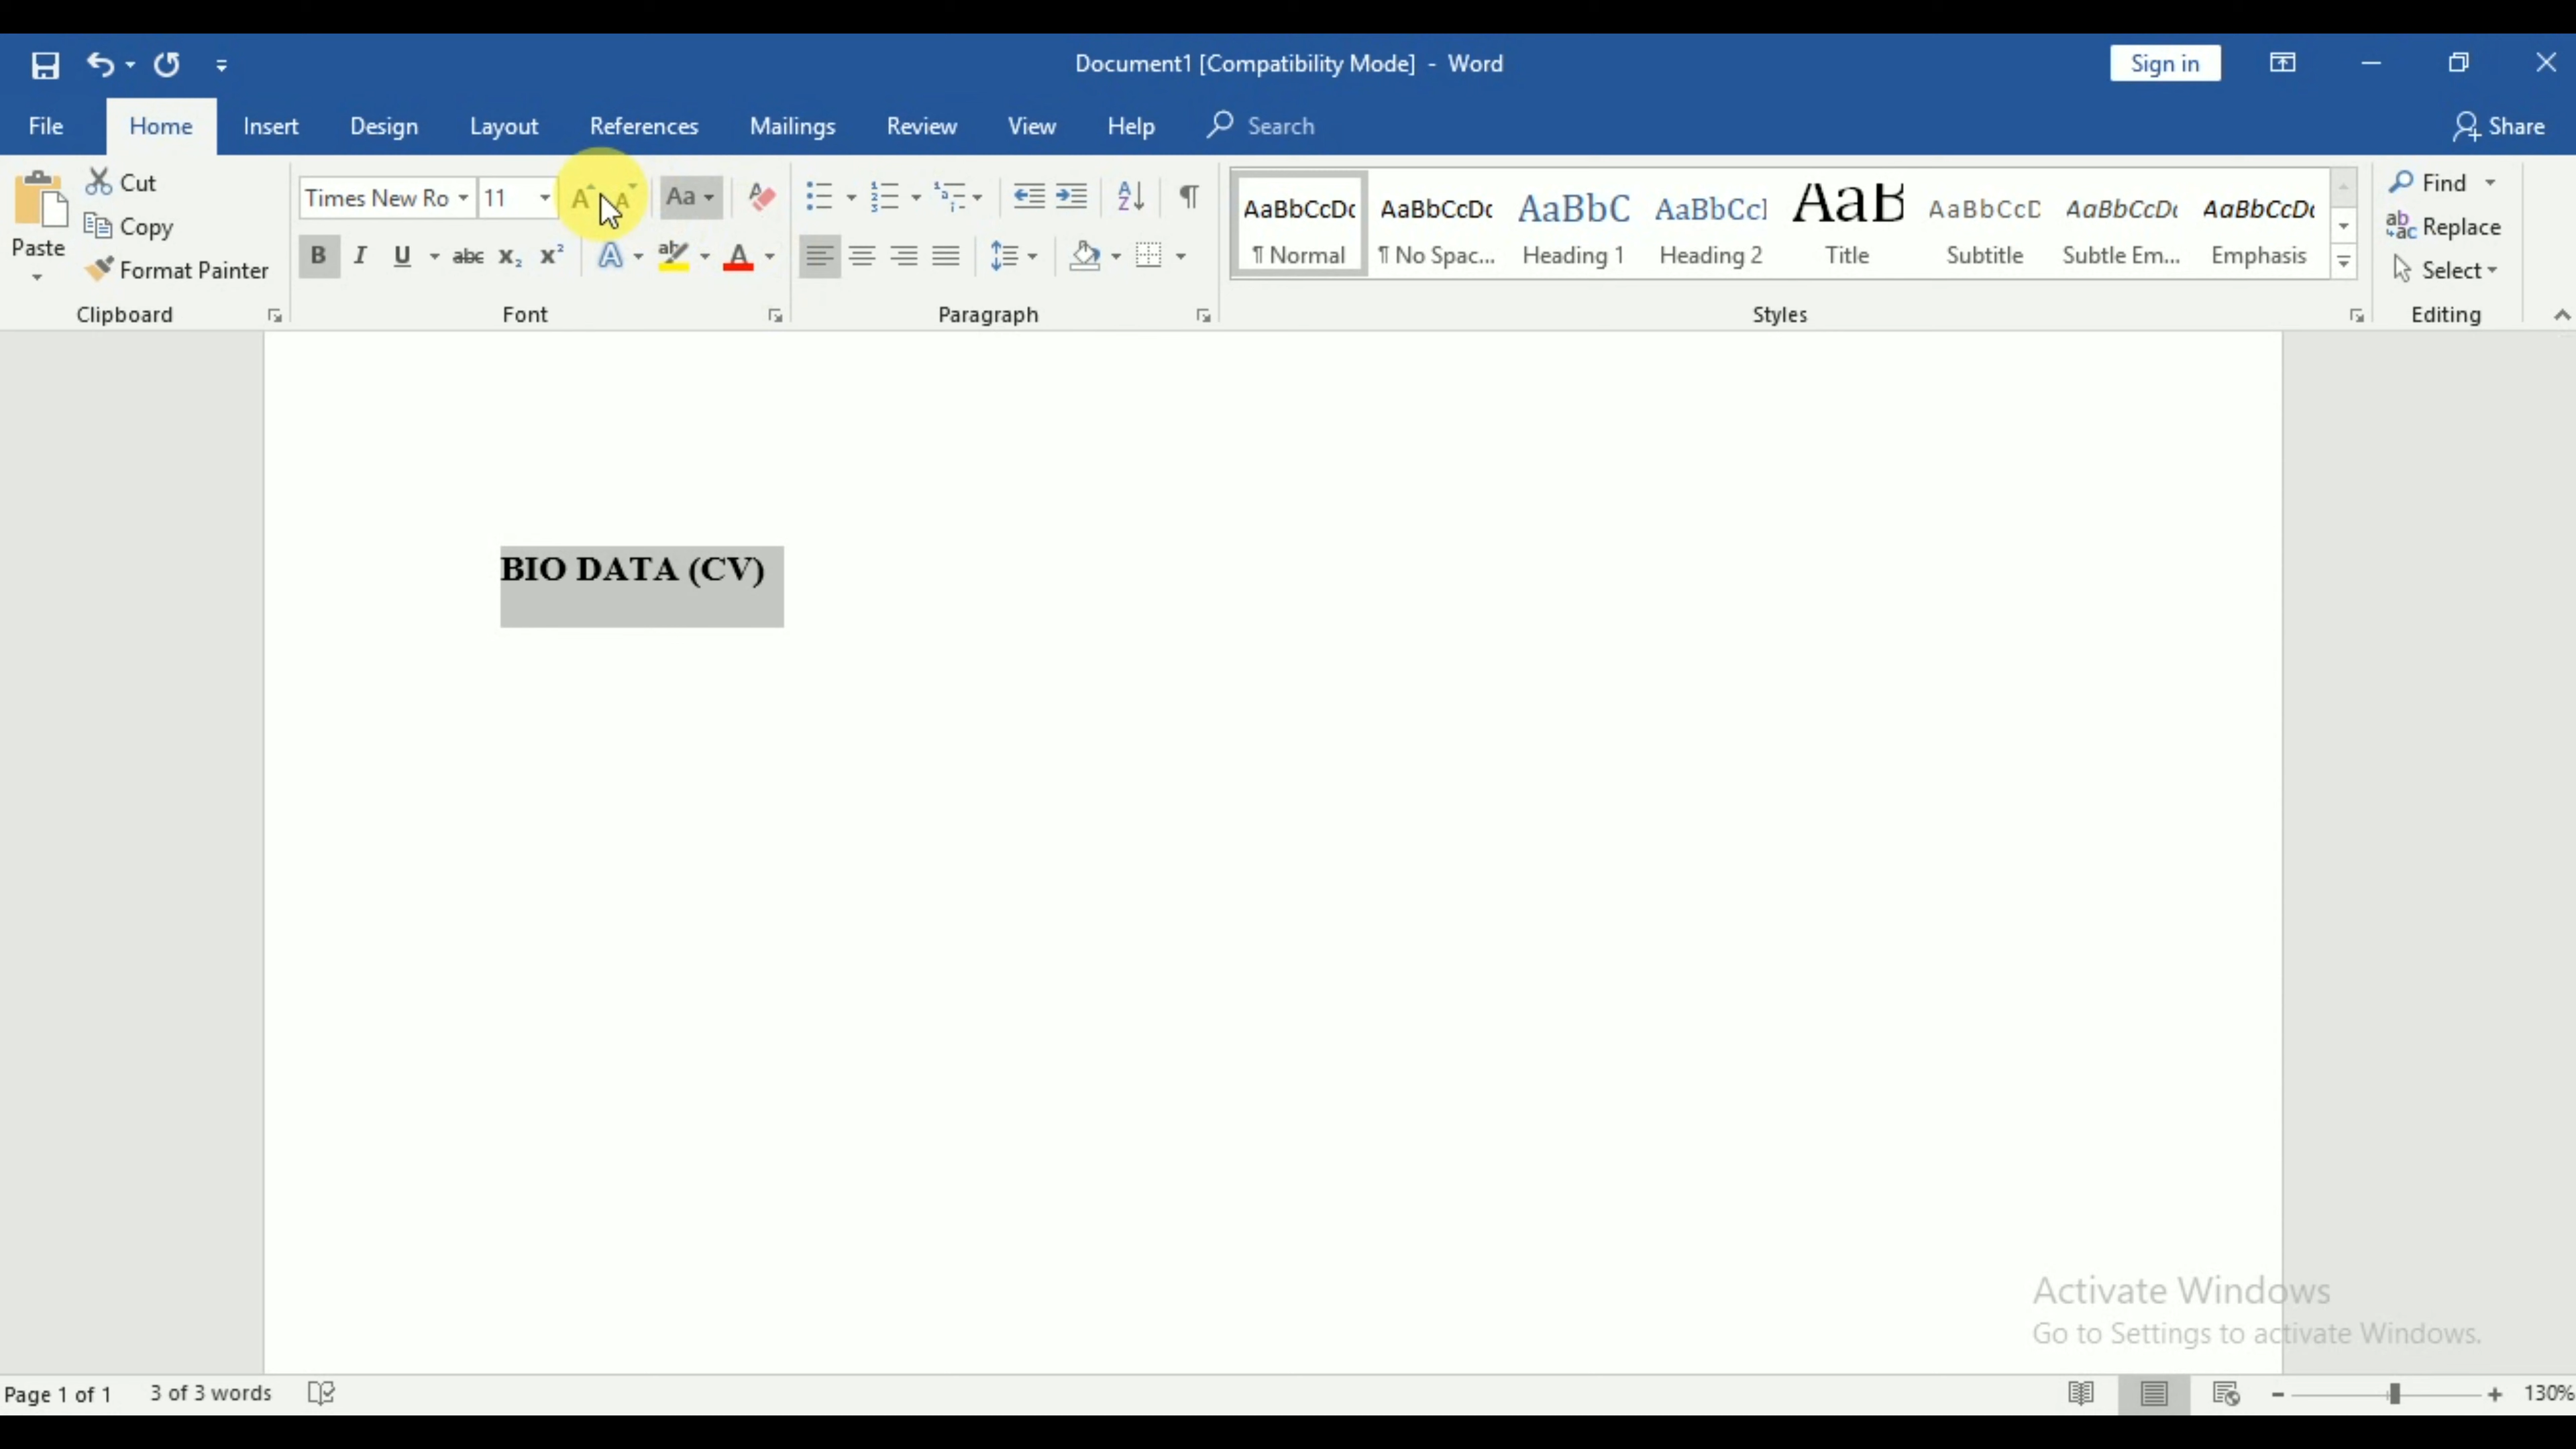 Document1 [Compatibility Mode] - Word
Sign in
File Home Insert Design Layout References Mailings Review View Help Search Share
Paste
Cut
Copy
Format Painter
Clipboard
Times New Ro 11
Aa
B I U abc x₂ x²
Font
Paragraph
AaBbCcDc AaBbCcDc AaBbC AaBbCcl AaB AaBbCcD AaBbCcDc AaBbCcDc
¶ Normal ¶ No Spac... Heading 1 Heading 2 Title Subtitle Subtle Em... Emphasis
Styles
Find
Replace
Select
Editing
BIO DATA (CV)
Activate Windows
Go to Settings to activate Windows.
Page 1 of 1 3 of 3 words 130%